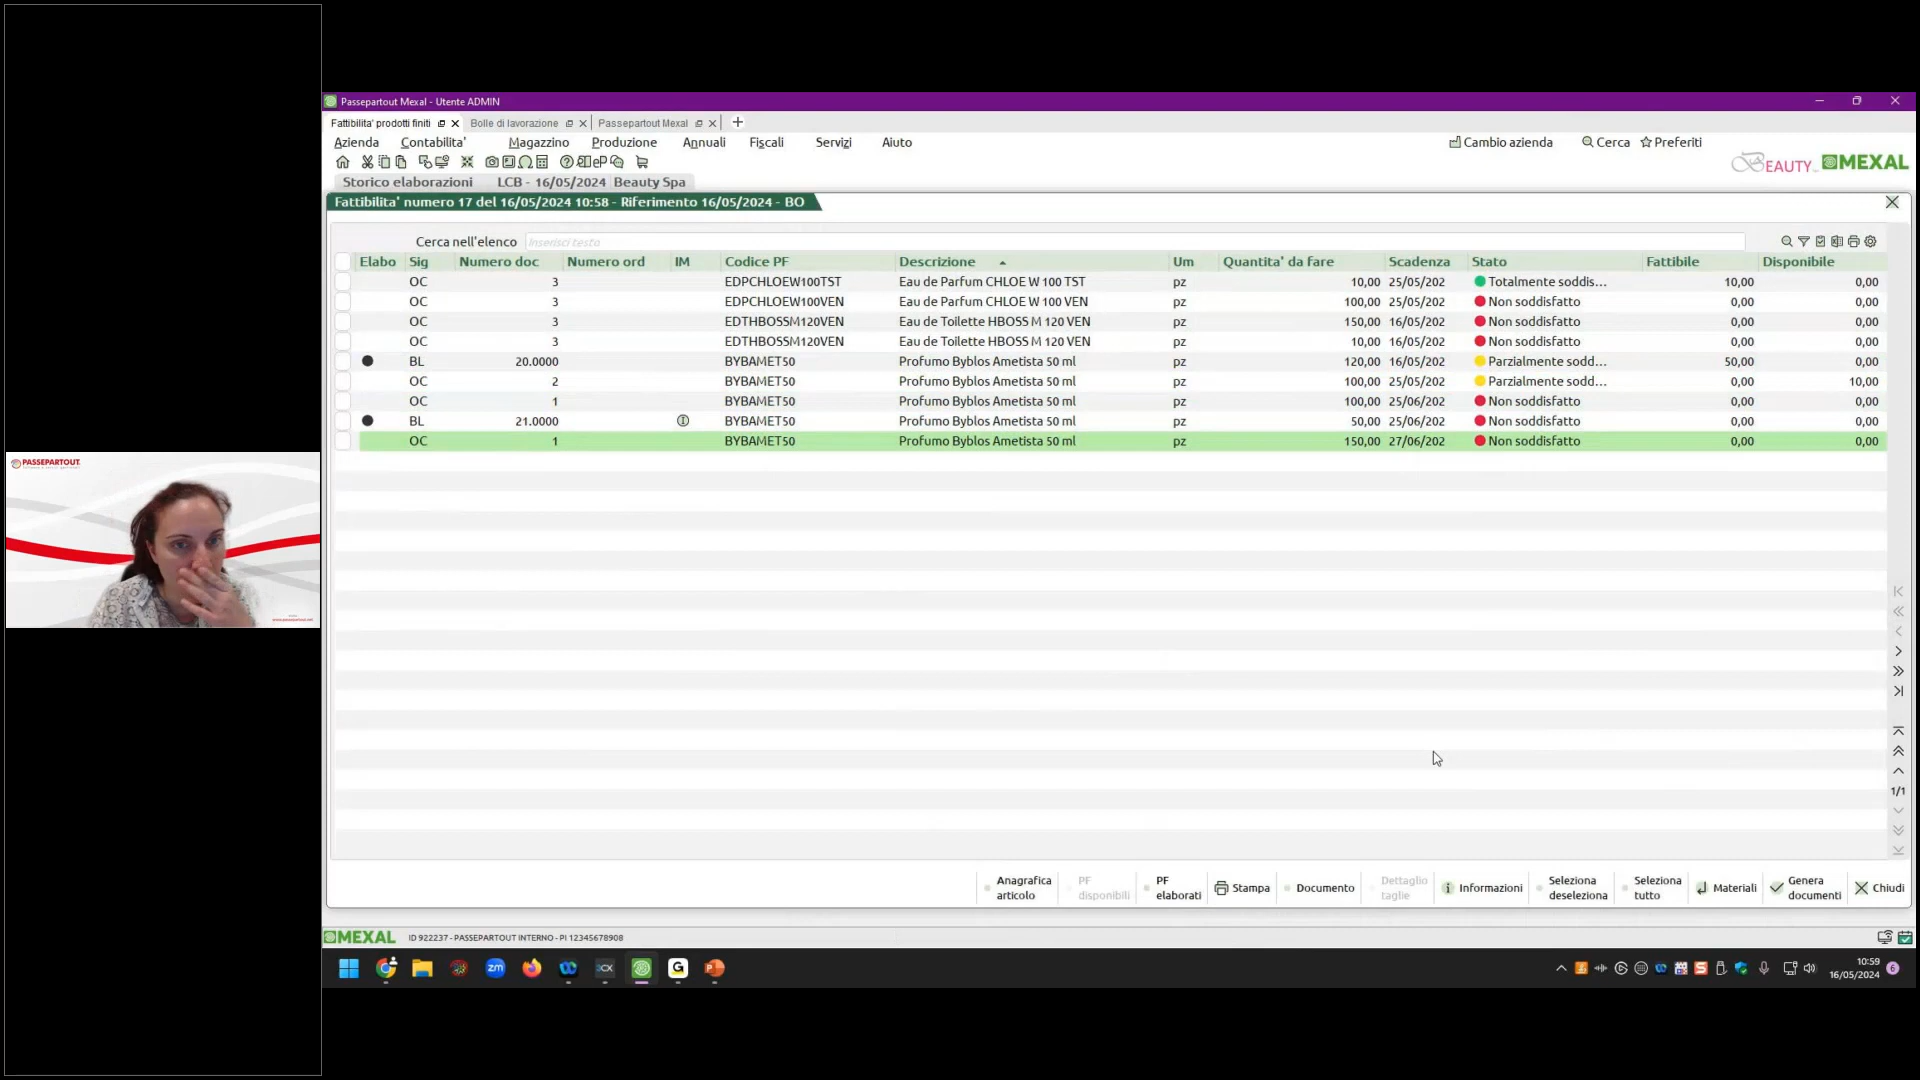 Passepartout Mexal - Utente ADMIN
Fattibilita' prodotti finiti
Bolle di lavorazione
Passepartout Mexal
Azienda Contabilita' Magazzino Produzione Annuali Fiscali Servizi Aiuto
Cambio azienda Cerca Preferiti
BEAUTY MEXAL
Storico elaborazioni LCB - 16/05/2024 Beauty Spa
Fattibilita' numero 17 del 16/05/2024 10:58 - Riferimento 16/05/2024 - BO
Cerca nell'elenco Inserisci testo
Elabo Sig Numero doc Numero ord IM Codice PF Descrizione Um Quantita' da fare Scadenza Stato Fattibile Disponibile
OC 3 EDPCHLOEW100TST Eau de Parfum CHLOE W 100 TST pz 10,00 25/05/202 Totalmente soddis... 10,00 0,00
OC 3 EDPCHLOEW100VEN Eau de Parfum CHLOE W 100 VEN pz 100,00 25/05/202 Non soddisfatto 0,00 0,00
OC 3 EDTHBOSSM120VEN Eau de Toilette HBOSS M 120 VEN pz 150,00 16/05/202 Non soddisfatto 0,00 0,00
OC 3 EDTHBOSSM120VEN Eau de Toilette HBOSS M 120 VEN pz 10,00 16/05/202 Non soddisfatto 0,00 0,00
BL 20.0000 BYBAMET50 Profumo Byblos Ametista 50 ml pz 120,00 16/05/202 Parzialmente sodd... 50,00 0,00
OC 2 BYBAMET50 Profumo Byblos Ametista 50 ml pz 100,00 25/05/202 Parzialmente sodd... 0,00 10,00
OC 1 BYBAMET50 Profumo Byblos Ametista 50 ml pz 100,00 25/06/202 Non soddisfatto 0,00 0,00
BL 21.0000 BYBAMET50 Profumo Byblos Ametista 50 ml pz 50,00 25/06/202 Non soddisfatto 0,00 0,00
OC 1 BYBAMET50 Profumo Byblos Ametista 50 ml pz 150,00 27/06/202 Non soddisfatto 0,00 0,00
PASSEPARTOUT
1/1
Anagrafica articolo
PF disponibili
PF elaborati
Stampa
Documento
Dettaglio taglie
Informazioni
Seleziona deseleziona
Seleziona tutto
Materiali
Genera documenti
Chiudi
MEXAL ID 922237 - PASSEPARTOUT INTERNO - PI 12345678908
10:59
16/05/2024 6